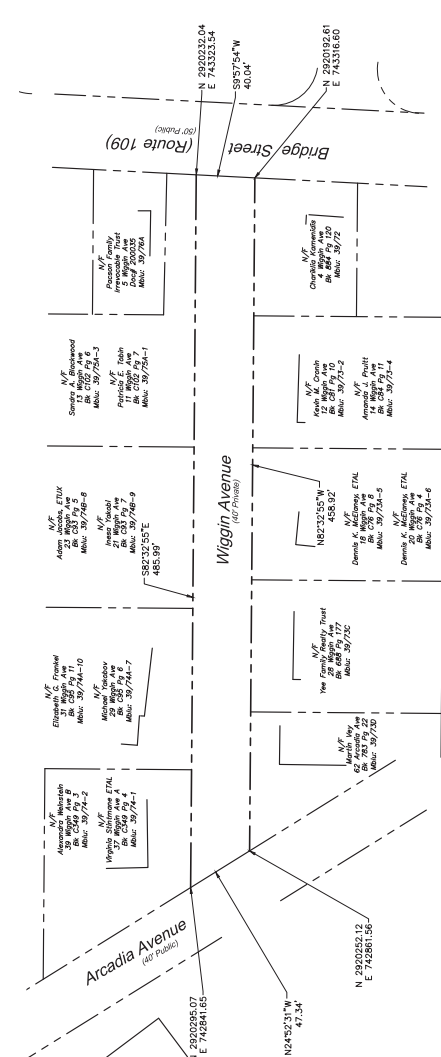 N 2920232.04
E 743323.54
S9°57'54"W
40.04'
N 2920192.61
E 743316.60
Bridge Street (Route 109)
(50' Public)
N/F
Pacson Family
Irrevocable Trust
5 Wiggin Ave
Doc# 2000035
Mblu: 39/76A
N/F
Charikila Kamenidis
4 Wiggin Ave
Bk 884 Pg 120
Mblu: 39/72
N/F
Sandra A. Blackwood
13 Wiggin Ave
Bk C102 Pg 6
Mblu: 39/75A-3
N/F
Patricia E. Tobin
11 Wiggin Ave
Bk C102 Pg 7
Mblu: 39/75A-1
N/F
Kevin M. Cronin
12 Wiggin Ave
Bk C81 Pg 10
Mblu: 39/73-2
N/F
Amanda J. Pruitt
14 Wiggin Ave
Bk C84 Pg 11
Mblu: 39/73-4
N/F
Adam Jacobs, ETUX
23 Wiggin Ave
Bk C93 Pg 5
Mblu: 39/74B-8
N/F
Inesa Yakobi
21 Wiggin Ave
Bk C93 Pg 7
Mblu: 39/74B-9
S82°32'55"E
485.99'
Wiggin Avenue
(40' Private)
N82°32'55"W
458.92'
N/F
Dennis K. McElaney, ETAL
18 Wiggin Ave
Bk C76 Pg 8
Mblu: 39/73A-5
N/F
Dennis K. McElaney, ETAL
20 Wiggin Ave
Bk C76 Pg 4
Mblu: 39/73A-6
N/F
Elizabeth G. Frankel
31 Wiggin Ave
Bk C95 Pg 11
Mblu: 39/74A-10
N/F
Michael Yakobov
29 Wiggin Ave
Bk C95 Pg 6
Mblu: 39/74A-7
N/F
Yee Family Realty Trust
28 Wiggin Ave
Bk 688 Pg 177
Mblu: 39/73C
N/F
Martin Vey
62 Arcadia Ave
Bk 783 Pg 22
Mblu: 39/73D
N/F
Alexandra Weinstein
39 Wiggin Ave B
Bk C349 Pg 3
Mblu: 39/74-2
N/F
Virginia Slintmane ETAL
37 Wiggin Ave A
Bk C349 Pg 4
Mblu: 39/74-1
Arcadia Avenue
(40' Public)
N 2920295.07
E 742841.65
N24°52'31"W
47.34'
N 2920252.12
E 742861.56